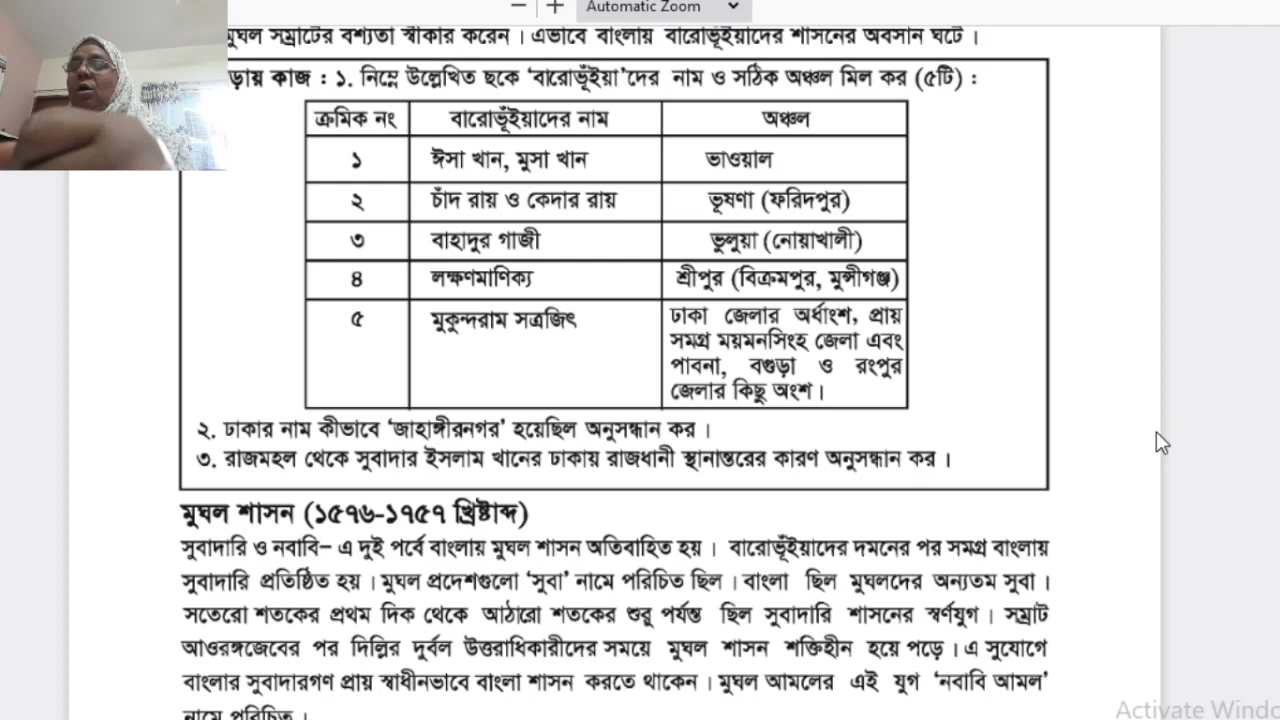 Automatic Zoom
মুঘল সম্রাটের বশ্যতা স্বীকার করেন। এভাবে বাংলায় বারোভূঁইয়াদের শাসনের অবসান ঘটে।
কাজ : ১. নিম্নে উল্লেখিত ছকে ‘বারোভূঁইয়া’দের নাম ও সঠিক অঞ্চল মিল কর (৫টি) :
ক্রমিক নং বারোভূঁইয়াদের নাম অঞ্চল
১ ঈসা খান, মুসা খান ভাওয়াল
২ চাঁদ রায় ও কেদার রায় ভূষণা (ফরিদপুর)
৩ বাহাদুর গাজী ভুলুয়া (নোয়াখালী)
৪ লক্ষণমাণিক্য শ্রীপুর (বিক্রমপুর, মুন্সীগঞ্জ)
৫ মুকুন্দরাম সত্রজিৎ ঢাকা জেলার অর্ধাংশ, প্রায়
সমগ্র ময়মনসিংহ জেলা এবং
পাবনা, বগুড়া ও রংপুর
জেলার কিছু অংশ।
২. ঢাকার নাম কীভাবে ‘জাহাঙ্গীরনগর’ হয়েছিল অনুসন্ধান কর।
৩. রাজমহল থেকে সুবাদার ইসলাম খানের ঢাকায় রাজধানী স্থানান্তরের কারণ অনুসন্ধান কর।
মুঘল শাসন (১৫৭৬-১৭৫৭ খ্রিষ্টাব্দ)
সুবাদারি ও নবাবি– এ দুই পর্বে বাংলায় মুঘল শাসন অতিবাহিত হয়। বারোভূঁইয়াদের দমনের পর সমগ্র বাংলায়
সুবাদারি প্রতিষ্ঠিত হয়। মুঘল প্রদেশগুলো ‘সুবা’ নামে পরিচিত ছিল। বাংলা ছিল মুঘলদের অন্যতম সুবা।
সতেরো শতকের প্রথম দিক থেকে আঠারো শতকের শুরু পর্যন্ত ছিল সুবাদারি শাসনের স্বর্ণযুগ। সম্রাট
আওরঙ্গজেবের পর দিল্লির দুর্বল উত্তরাধিকারীদের সময়ে মুঘল শাসন শক্তিহীন হয়ে পড়ে। এ সুযোগে
বাংলার সুবাদারগণ প্রায় স্বাধীনভাবে বাংলা শাসন করতে থাকেন। মুঘল আমলের এই যুগ ‘নবাবি আমল’
নামে পরিচিত।
Activate Windo